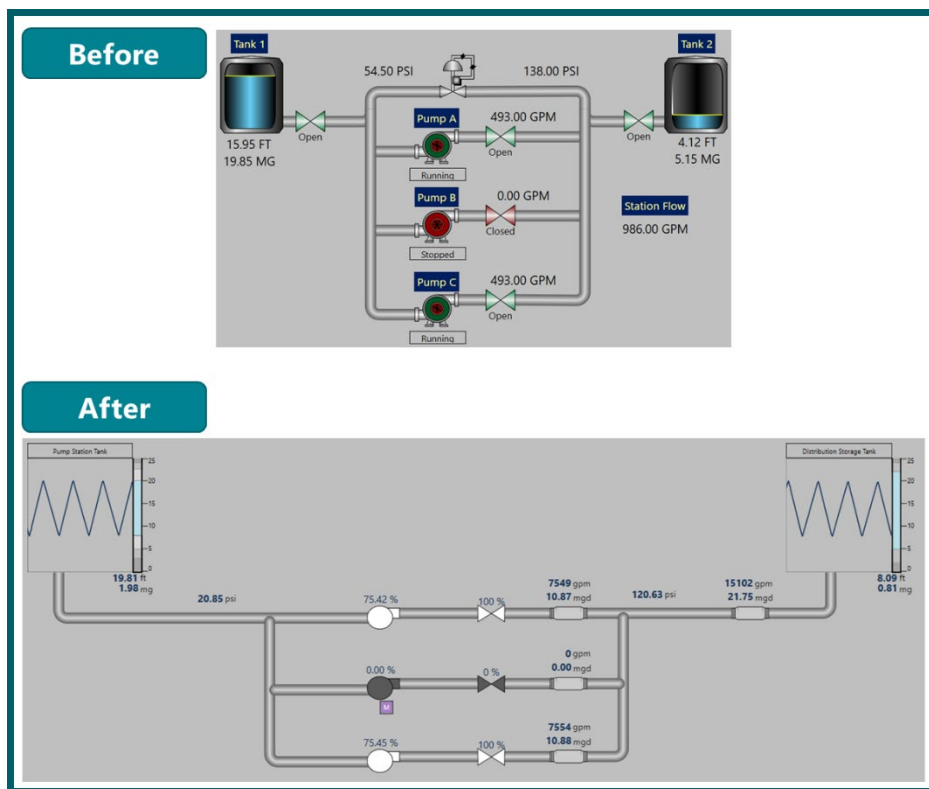 Before
Tank 1
Tank 2
54.50 PSI
138.00 PSI
Pump A
493.00 GPM
Open
Open
Open
15.95 FT
19.85 MG
4.12 FT
5.15 MG
Running
Pump B
0.00 GPM
Station Flow
986.00 GPM
Closed
Stopped
Pump C
493.00 GPM
Open
Running
After
Pump Station Tank
25
20
15
10
5
0
Distribution Storage Tank
25
20
15
10
5
0
19.81 ft
1.98 mg
8.09 ft
0.81 mg
20.85 psi
75.42 %
100 %
7549 gpm
10.87 mgd
120.63 psi
15102 gpm
21.75 mgd
0.00 %
0 %
0 gpm
0.00 mgd
M
75.45 %
100 %
7554 gpm
10.88 mgd